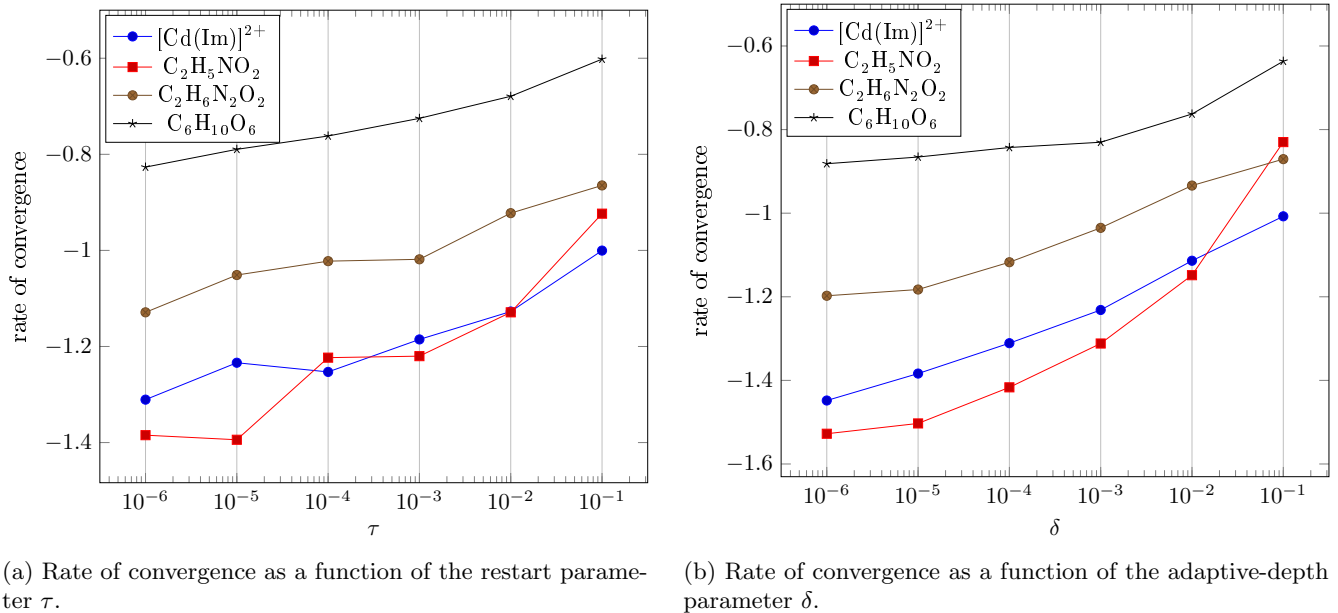 [Cd(Im)]²⁺
C₂H₅NO₂
C₂H₆N₂O₂
C₆H₁₀O₆
−0.6
−0.8
−1
−1.2
−1.4
rate of convergence
10⁻⁶ 10⁻⁵ 10⁻⁴ 10⁻³ 10⁻² 10⁻¹
τ
(a) Rate of convergence as a function of the restart parame-
ter τ.
[Cd(Im)]²⁺
C₂H₅NO₂
C₂H₆N₂O₂
C₆H₁₀O₆
−0.6
−0.8
−1
−1.2
−1.4
−1.6
rate of convergence
10⁻⁶ 10⁻⁵ 10⁻⁴ 10⁻³ 10⁻² 10⁻¹
δ
(b) Rate of convergence as a function of the adaptive-depth
parameter δ.